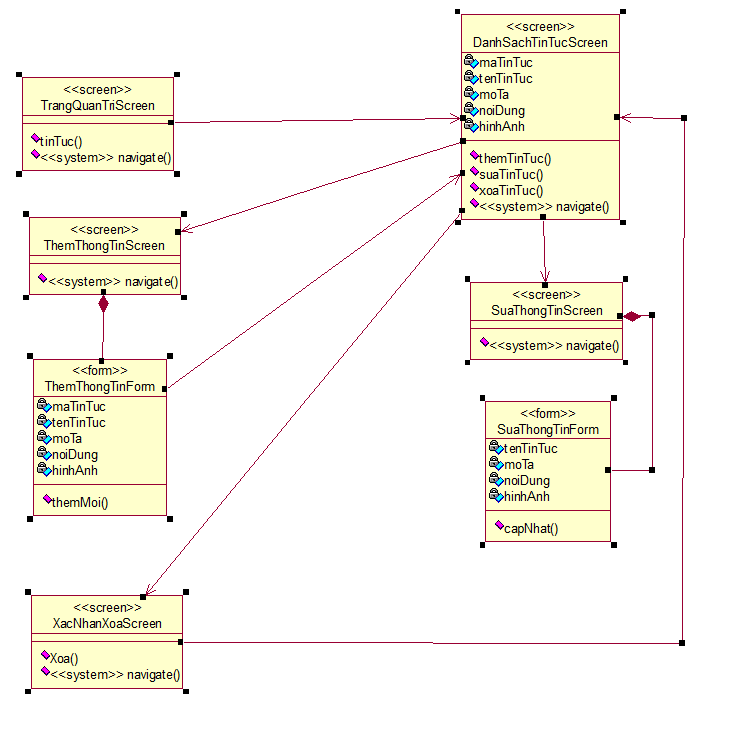 <<screen>>
TrangQuanTriScreen
tinTuc()
<<system>> navigate()
<<screen>>
DanhSachTinTucScreen
maTinTuc
tenTinTuc
moTa
noiDung
hinhAnh
themTinTuc()
suaTinTuc()
xoaTinTuc()
<<system>> navigate()
<<screen>>
ThemThongTinScreen
<<system>> navigate()
<<screen>>
SuaThongTinScreen
<<system>> navigate()
<<form>>
ThemThongTinForm
maTinTuc
tenTinTuc
moTa
noiDung
hinhAnh
themMoi()
<<form>>
SuaThongTinForm
tenTinTuc
moTa
noiDung
hinhAnh
capNhat()
<<screen>>
XacNhanXoaScreen
Xoa()
<<system>> navigate()